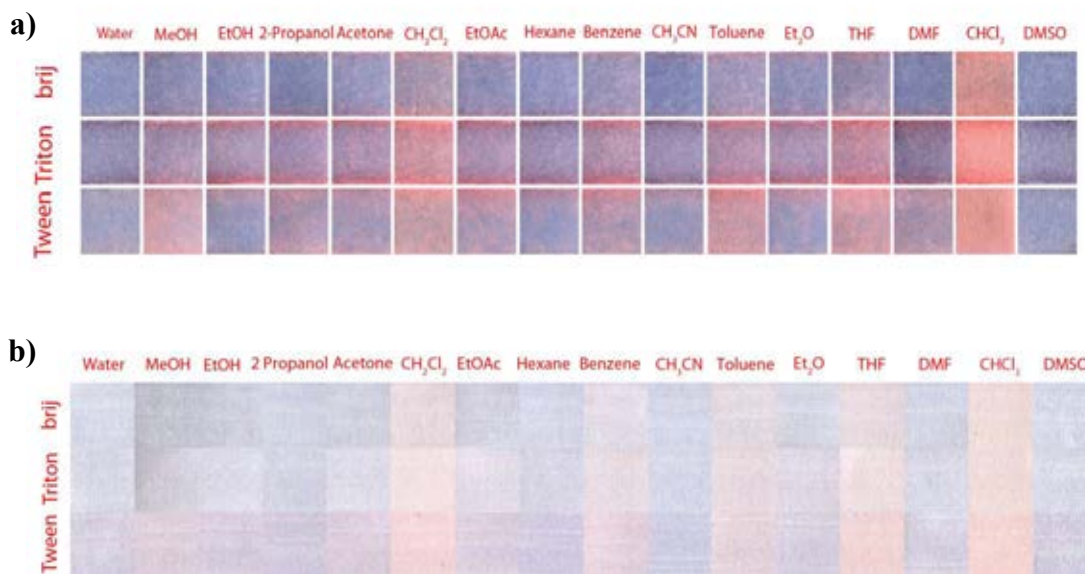 a)
Water MeOH EtOH 2-Propanol Acetone CH₂Cl₂ EtOAc Hexane Benzene CH₃CN Toluene Et₂O THF DMF CHCl₃ DMSO
brij
Triton
Tween
b)
Water MeOH EtOH 2 Propanol Acetone CH₂Cl₂ EtOAc Hexane Benzene CH₃CN Toluene Et₂O THF DMF CHCl₃ DMSO
brij
Triton
Tween